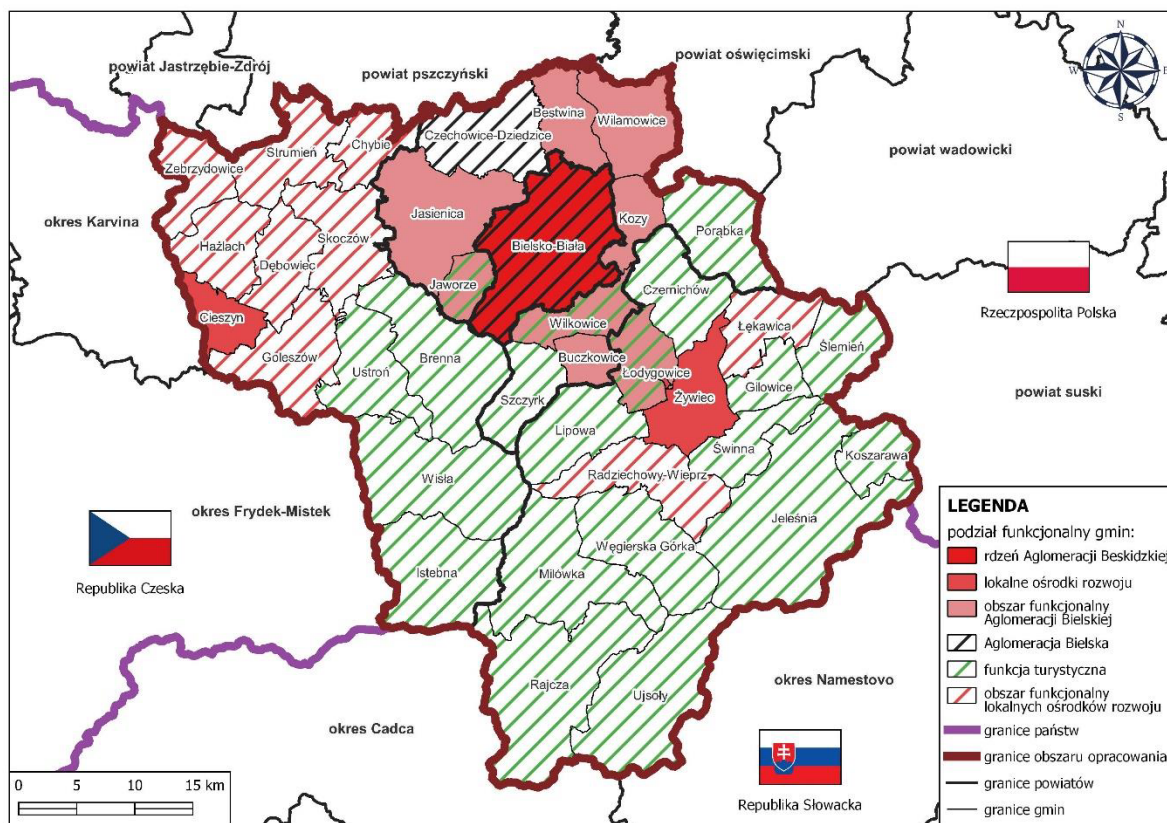 powiat Jastrzębie-Zdrój
powiat pszczyński
powiat oświęcimski
N
W
E
S
powiat wadowicki
okres Karvina
Rzeczpospolita Polska
powiat suski
okres Frydek-Mistek
Republika Czeska
okres Cadca
okres Namestovo
Republika Słowacka
Bestwina
Wilamowice
Czechowice-Dziedzice
Chybie
Strumień
Zebrzydowice
Jasienica
Kozy
Hażlach
Dębowiec
Skoczów
Bielsko-Biała
Porąbka
Jaworze
Czernichów
Cieszyn
Goleszów
Wilkowice
Łękawica
Ślemień
Ustroń
Brenna
Buczkowice
Łodygowice
Gilowice
Szczyrk
Żywiec
Lipowa
Świnna
Koszarawa
Radziechowy-Wieprz
Wisła
Jeleśnia
Węgierska Górka
Istebna
Milówka
Rajcza
Ujsoły
LEGENDA
podział funkcjonalny gmin:
rdzeń Aglomeracji Beskidzkiej
lokalne ośrodki rozwoju
obszar funkcjonalny
Aglomeracji Bielskiej
Aglomeracja Bielska
funkcja turystyczna
obszar funkcjonalny
lokalnych ośrodków rozwoju
granice państw
granice obszaru opracowania
granice powiatów
granice gmin
0 5 10 15 km